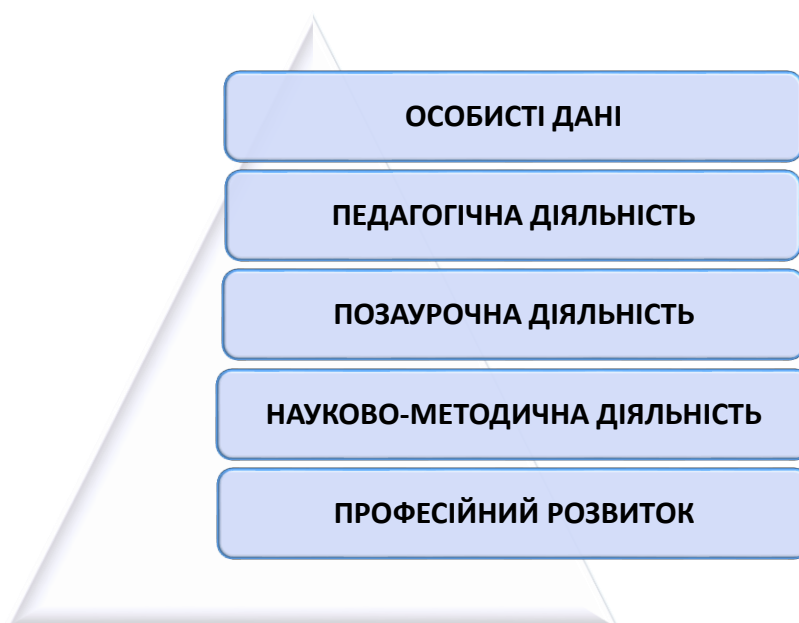 ОСОБИСТІ ДАНІ
ПЕДАГОГІЧНА ДІЯЛЬНІСТЬ
ПОЗАУРОЧНА ДІЯЛЬНІСТЬ
НАУКОВО-МЕТОДИЧНА ДІЯЛЬНІСТЬ
ПРОФЕСІЙНИЙ РОЗВИТОК